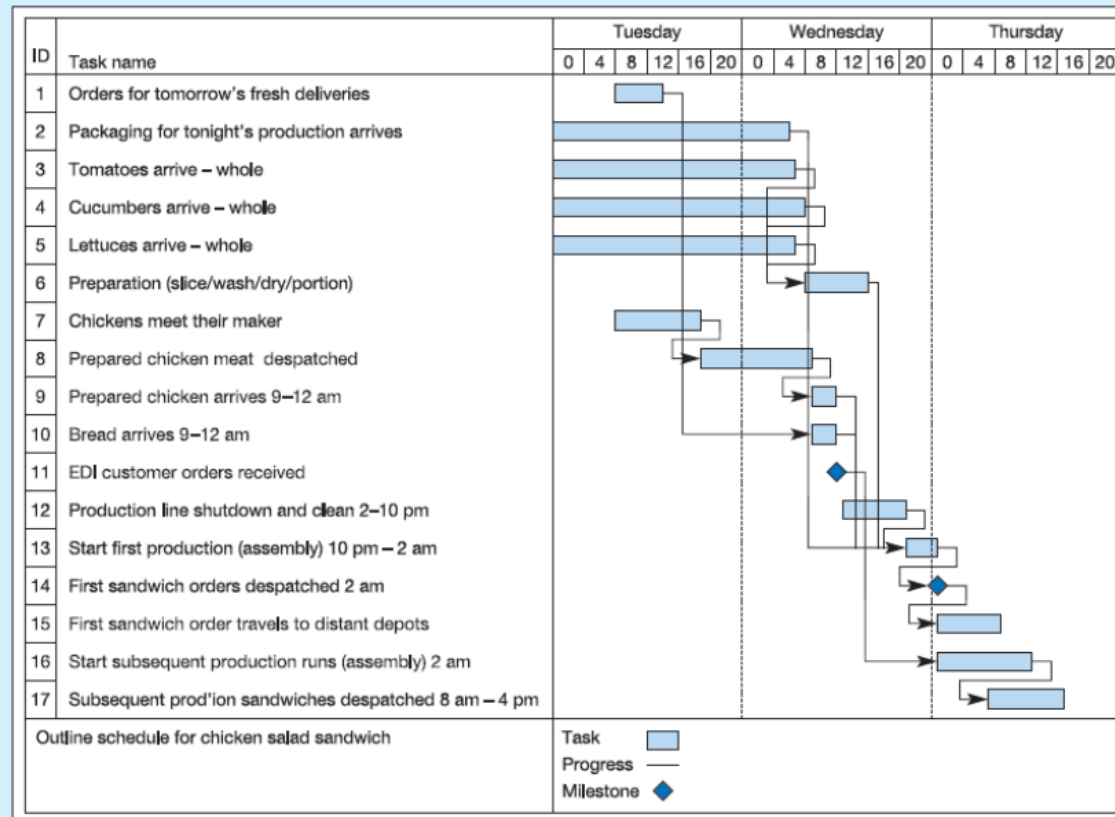 Tuesday Wednesday Thursday
ID Task name 0 4 8 12 16 20 0 4 8 12 16 20 0 4 8 12 16 20
1 Orders for tomorrow's fresh deliveries
2 Packaging for tonight's production arrives
3 Tomatoes arrive – whole
4 Cucumbers arrive – whole
5 Lettuces arrive – whole
6 Preparation (slice/wash/dry/portion)
7 Chickens meet their maker
8 Prepared chicken meat despatched
9 Prepared chicken arrives 9–12 am
10 Bread arrives 9–12 am
11 EDI customer orders received
12 Production line shutdown and clean 2–10 pm
13 Start first production (assembly) 10 pm – 2 am
14 First sandwich orders despatched 2 am
15 First sandwich order travels to distant depots
16 Start subsequent production runs (assembly) 2 am
17 Subsequent prod'ion sandwiches despatched 8 am – 4 pm
Outline schedule for chicken salad sandwich
Task
Progress
Milestone